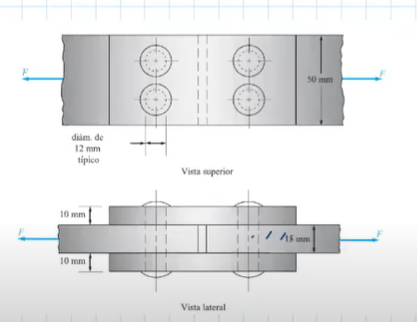 F
F
50 mm
diám. de
12 mm
típico
Vista superior
10 mm
F
F
15 mm
10 mm
Vista lateral